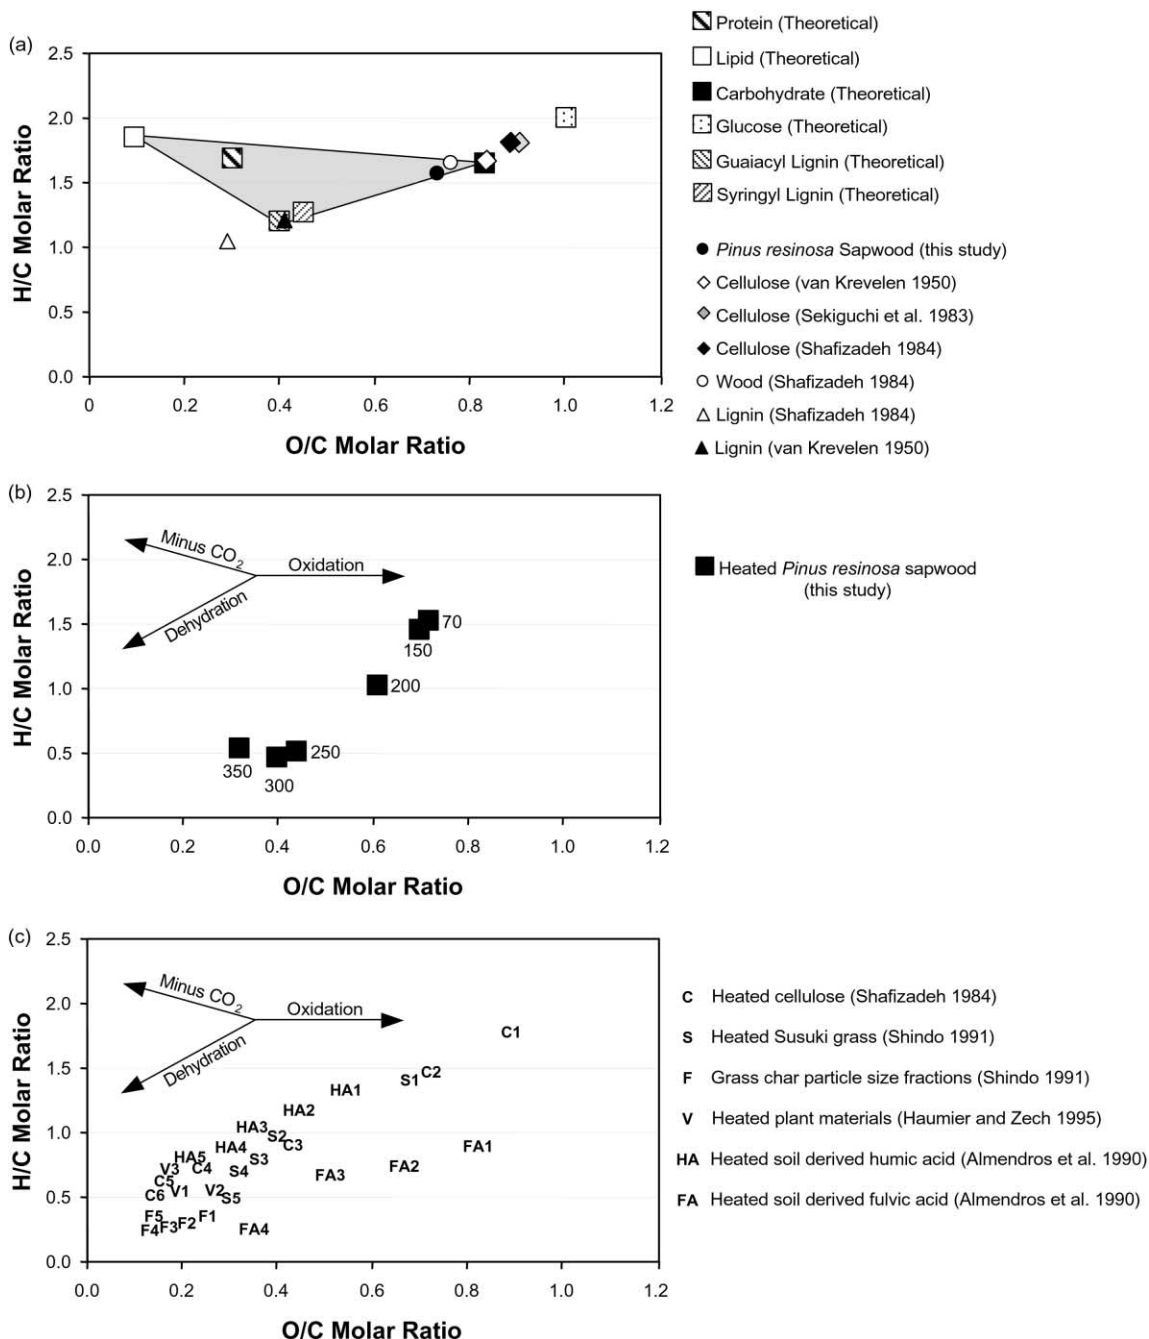 (a)
2.5
2.0
1.5
1.0
0.5
0.0
H/C Molar Ratio
0
0.2
0.4
0.6
0.8
1.0
1.2
O/C Molar Ratio
Protein (Theoretical)
Lipid (Theoretical)
Carbohydrate (Theoretical)
Glucose (Theoretical)
Guaiacyl Lignin (Theoretical)
Syringyl Lignin (Theoretical)
Pinus resinosa Sapwood (this study)
Cellulose (van Krevelen 1950)
Cellulose (Sekiguchi et al. 1983)
Cellulose (Shafizadeh 1984)
Wood (Shafizadeh 1984)
Lignin (Shafizadeh 1984)
Lignin (van Krevelen 1950)
(b)
2.5
2.0
1.5
1.0
0.5
0.0
H/C Molar Ratio
Minus CO2
Oxidation
Dehydration
70
150
200
250
350
300
0.0
0.2
0.4
0.6
0.8
1.0
1.2
O/C Molar Ratio
Heated Pinus resinosa sapwood
(this study)
(c)
2.5
2.0
1.5
1.0
0.5
0.0
H/C Molar Ratio
Minus CO2
Oxidation
Dehydration
C1
C2
S1
HA1
HA2
HA3
S2
C3
HA4
FA1
HA5
S3
FA2
V3
C4
S4
FA3
C5
C6
V1
V2
S5
F5
F4
F3
F2
F1
FA4
0.0
0.2
0.4
0.6
0.8
1.0
1.2
O/C Molar Ratio
C Heated cellulose (Shafizadeh 1984)
S Heated Susuki grass (Shindo 1991)
F Grass char particle size fractions (Shindo 1991)
V Heated plant materials (Haumier and Zech 1995)
HA Heated soil derived humic acid (Almendros et al. 1990)
FA Heated soil derived fulvic acid (Almendros et al. 1990)